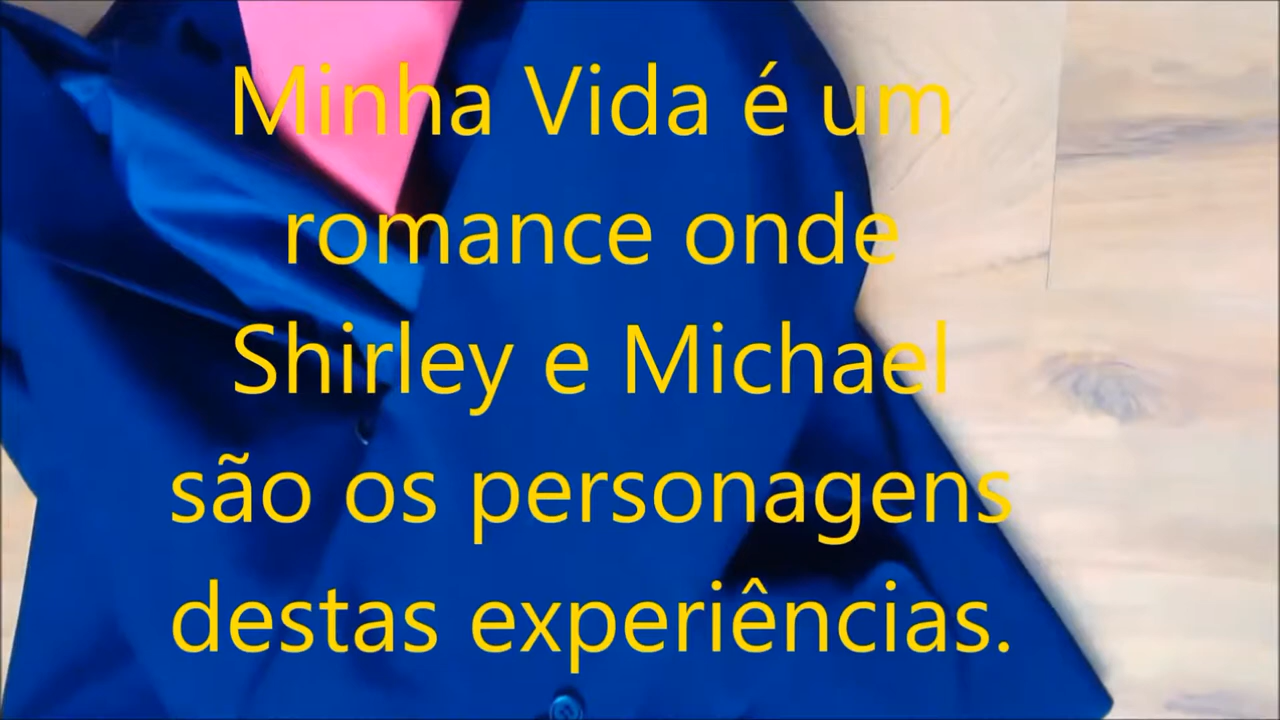 Minha Vida é um
romance onde
Shirley e Michael
são os personagens
destas experiências.